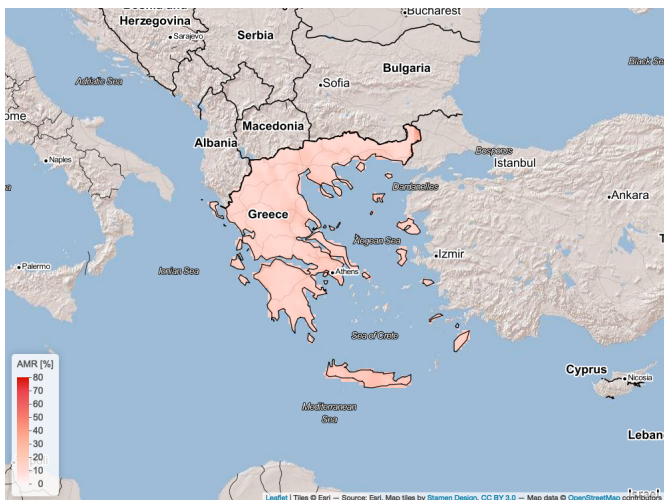 Herzegovina
Bucharest
Sarajevo
Serbia
Black Sea
Adriatic Sea
Sofia
Bulgaria
Macedonia
Albania
Naples
Bosporus
Istanbul
Dardanelles
Ankara
Greece
Aegean Sea
Izmir
Palermo
Ionian Sea
Athens
Sea of Crete
AMR [%]
80
70
60
50
40
30
20
10
0
Cyprus
Nicosia
Mediterranean
Sea
Leaflet | Tiles © Esri — Source: Esri, Map tiles by Stamen Design, CC BY 3.0 — Map data © OpenStreetMap contributors